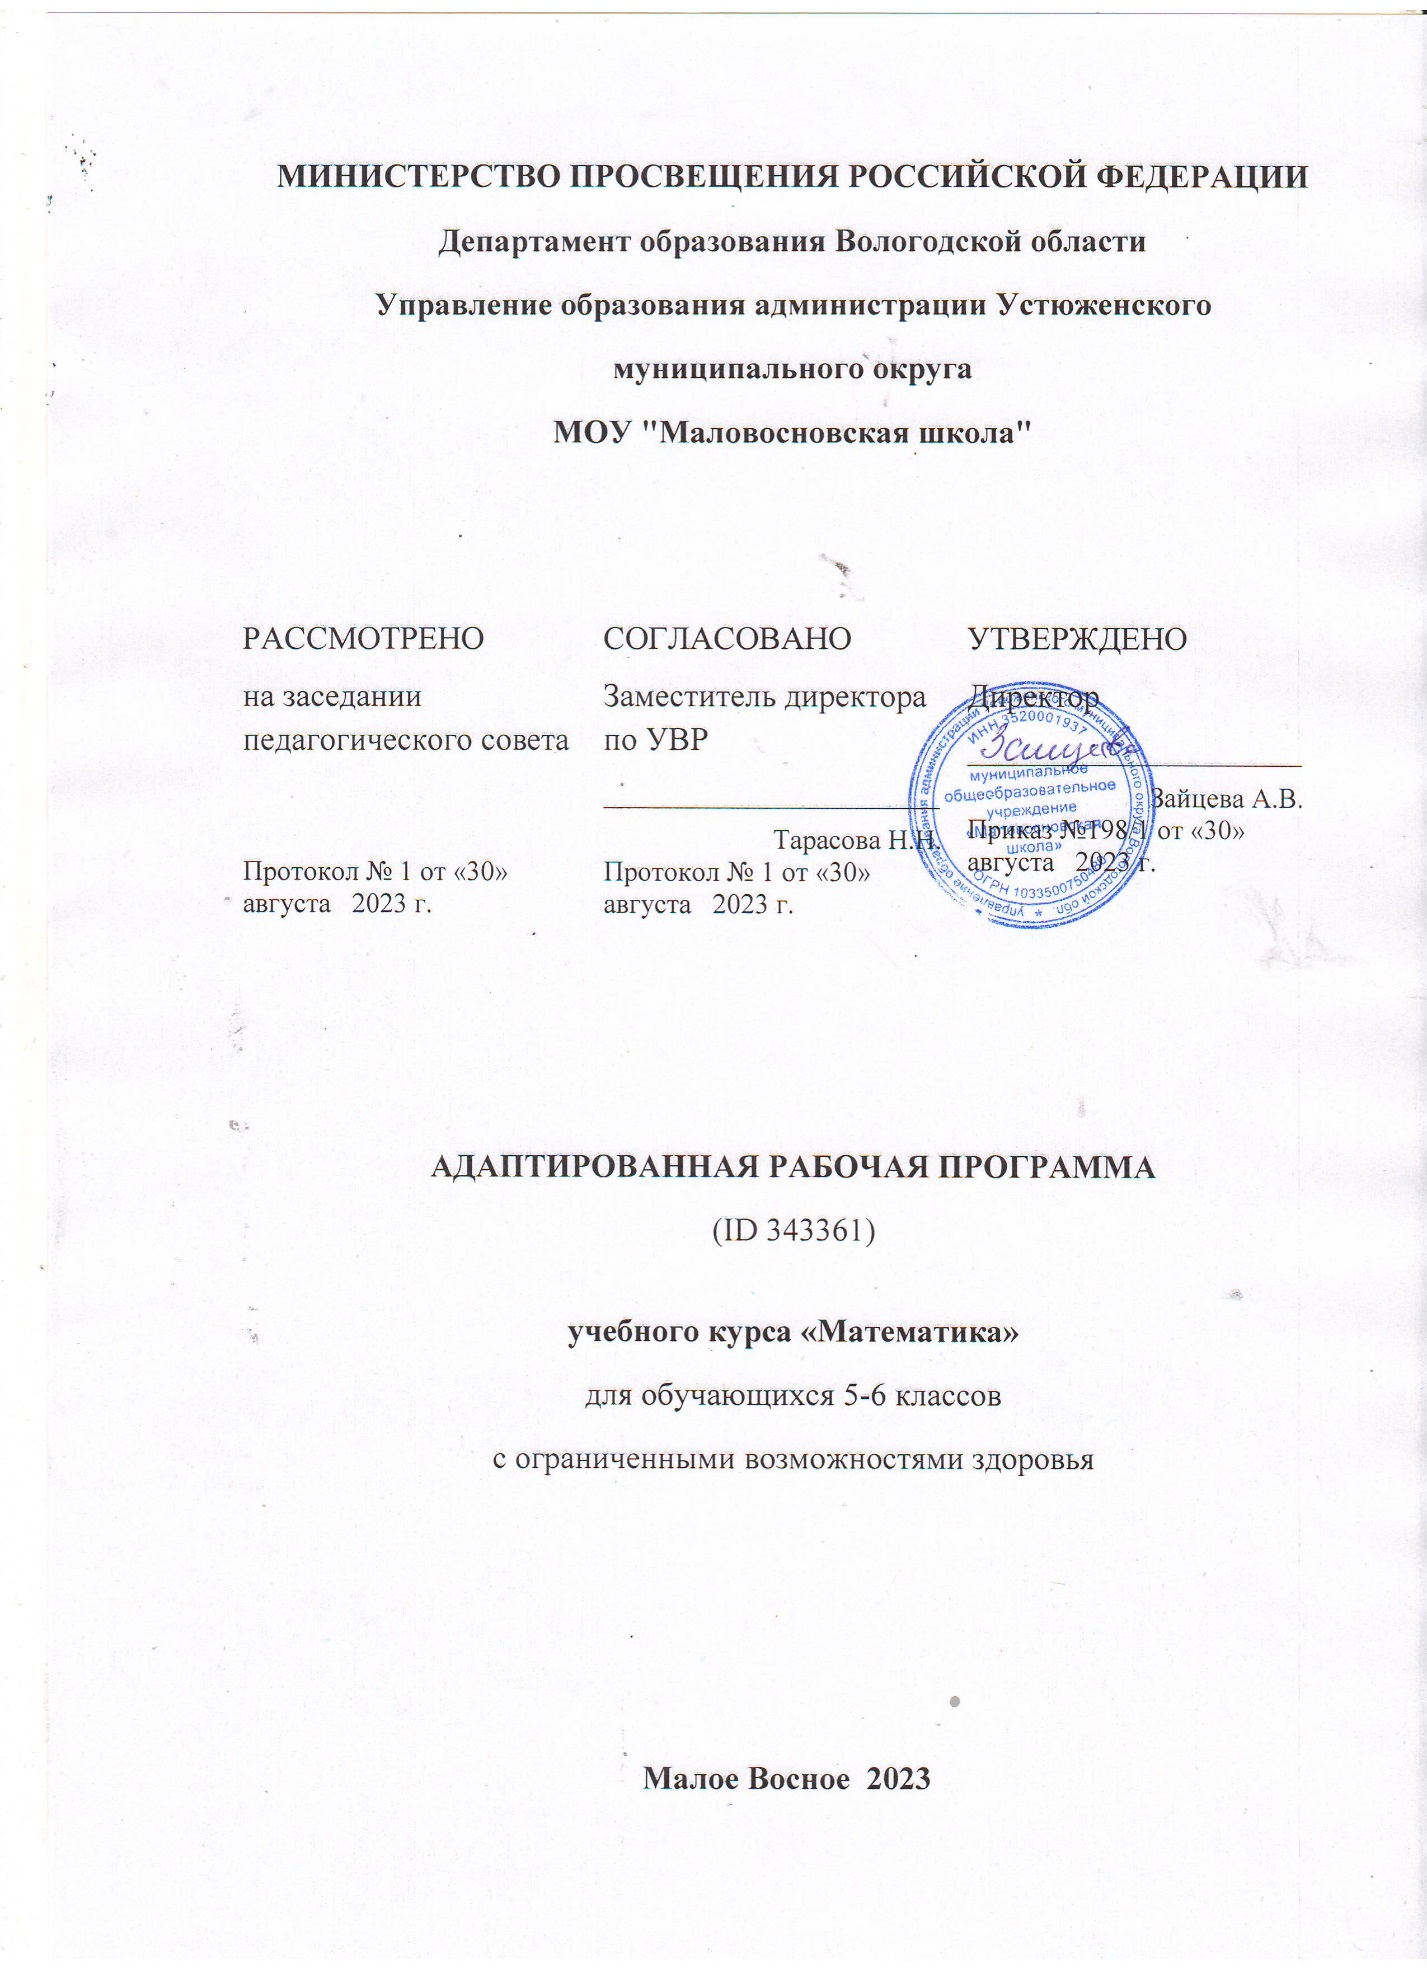 МИНИСТЕРСТВО ПРОСВЕЩЕНИЯ РОССИЙСКОЙ ФЕДЕРАЦИИ
Департамент образования Вологодской области
Управление образования администрации Устюженского
муниципального округа
МОУ "Маловосновская школа"
РАССМОТРЕНО
на заседании
педагогического совета
Протокол № 1 от «30»
августа 2023 г.
СОГЛАСОВАНО
Заместитель директора
по УВР
Тарасова Н.Н.
Протокол № 1 от «30»
августа 2023 г.
УТВЕРЖДЕНО
Директор
Зайцева А.В.
Приказ №198/1 от «30»
августа 2023 г.
ИНН 3520001937
муниципальное
общеобразовательное
учреждение
«Маловосновская
школа»
АДАПТИРОВАННАЯ РАБОЧАЯ ПРОГРАММА
(ID 343361)
учебного курса «Математика»
для обучающихся 5-6 классов
с ограниченными возможностями здоровья
Малое Восное 2023